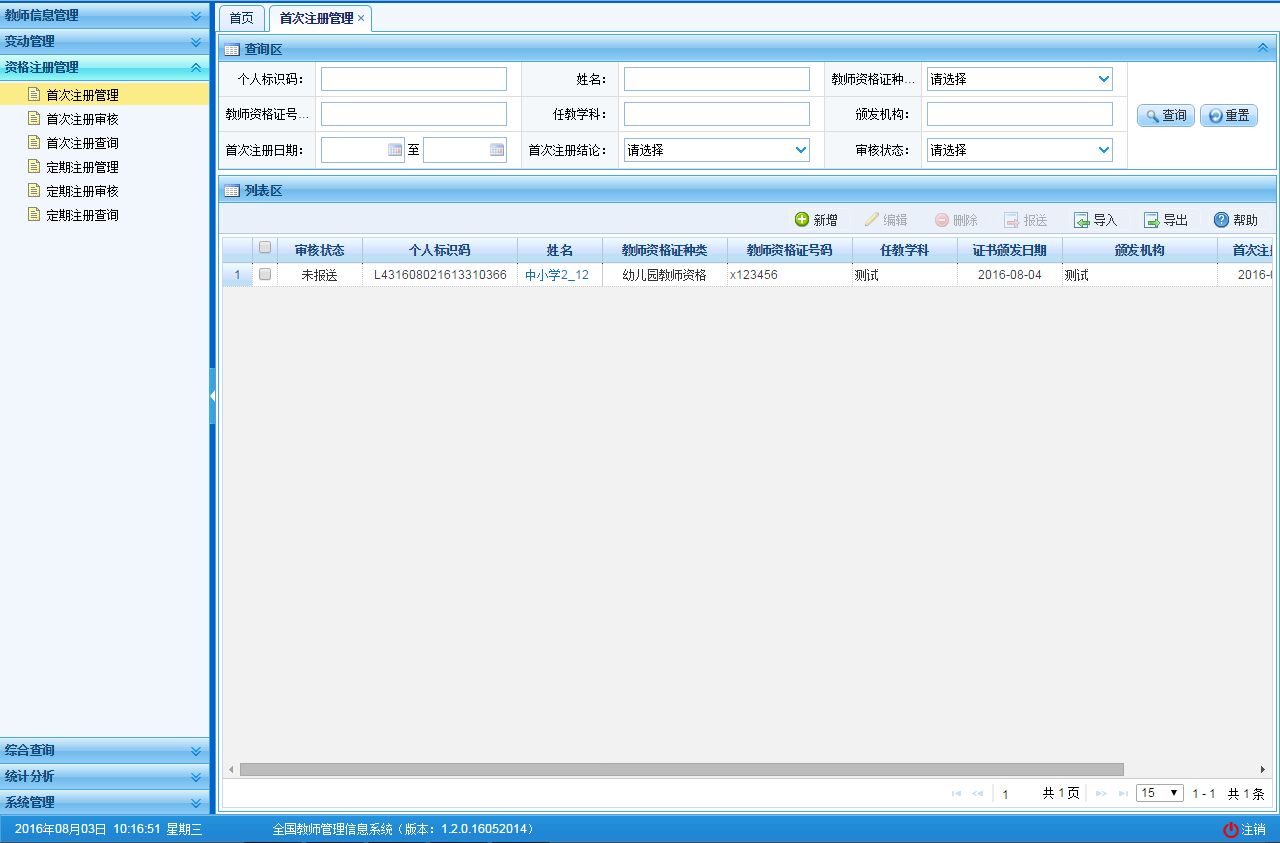 教师信息管理
变动管理
资格注册管理
首次注册管理
首次注册审核
首次注册查询
定期注册管理
定期注册审核
定期注册查询
综合查询
统计分析
系统管理
首页 首次注册管理 ×
查询区
个人标识码： 姓名： 教师资格证种... 请选择
教师资格证号... 任教学科： 颁发机构：
首次注册日期： 至 首次注册结论： 请选择 审核状态： 请选择
查询 重置
列表区
新增 编辑 删除 报送 导入 导出 帮助
审核状态 个人标识码 姓名 教师资格证种类 教师资格证号码 任教学科 证书颁发日期 颁发机构 首次注
1 未报送 L431608021613310366 中小学2_12 幼儿园教师资格 x123456 测试 2016-08-04 测试 2016-
1 共 1 页 15 1 - 1 共 1 条
2016年08月03日 10:16:51 星期三 全国教师管理信息系统（版本：1.2.0.16052014） 注销